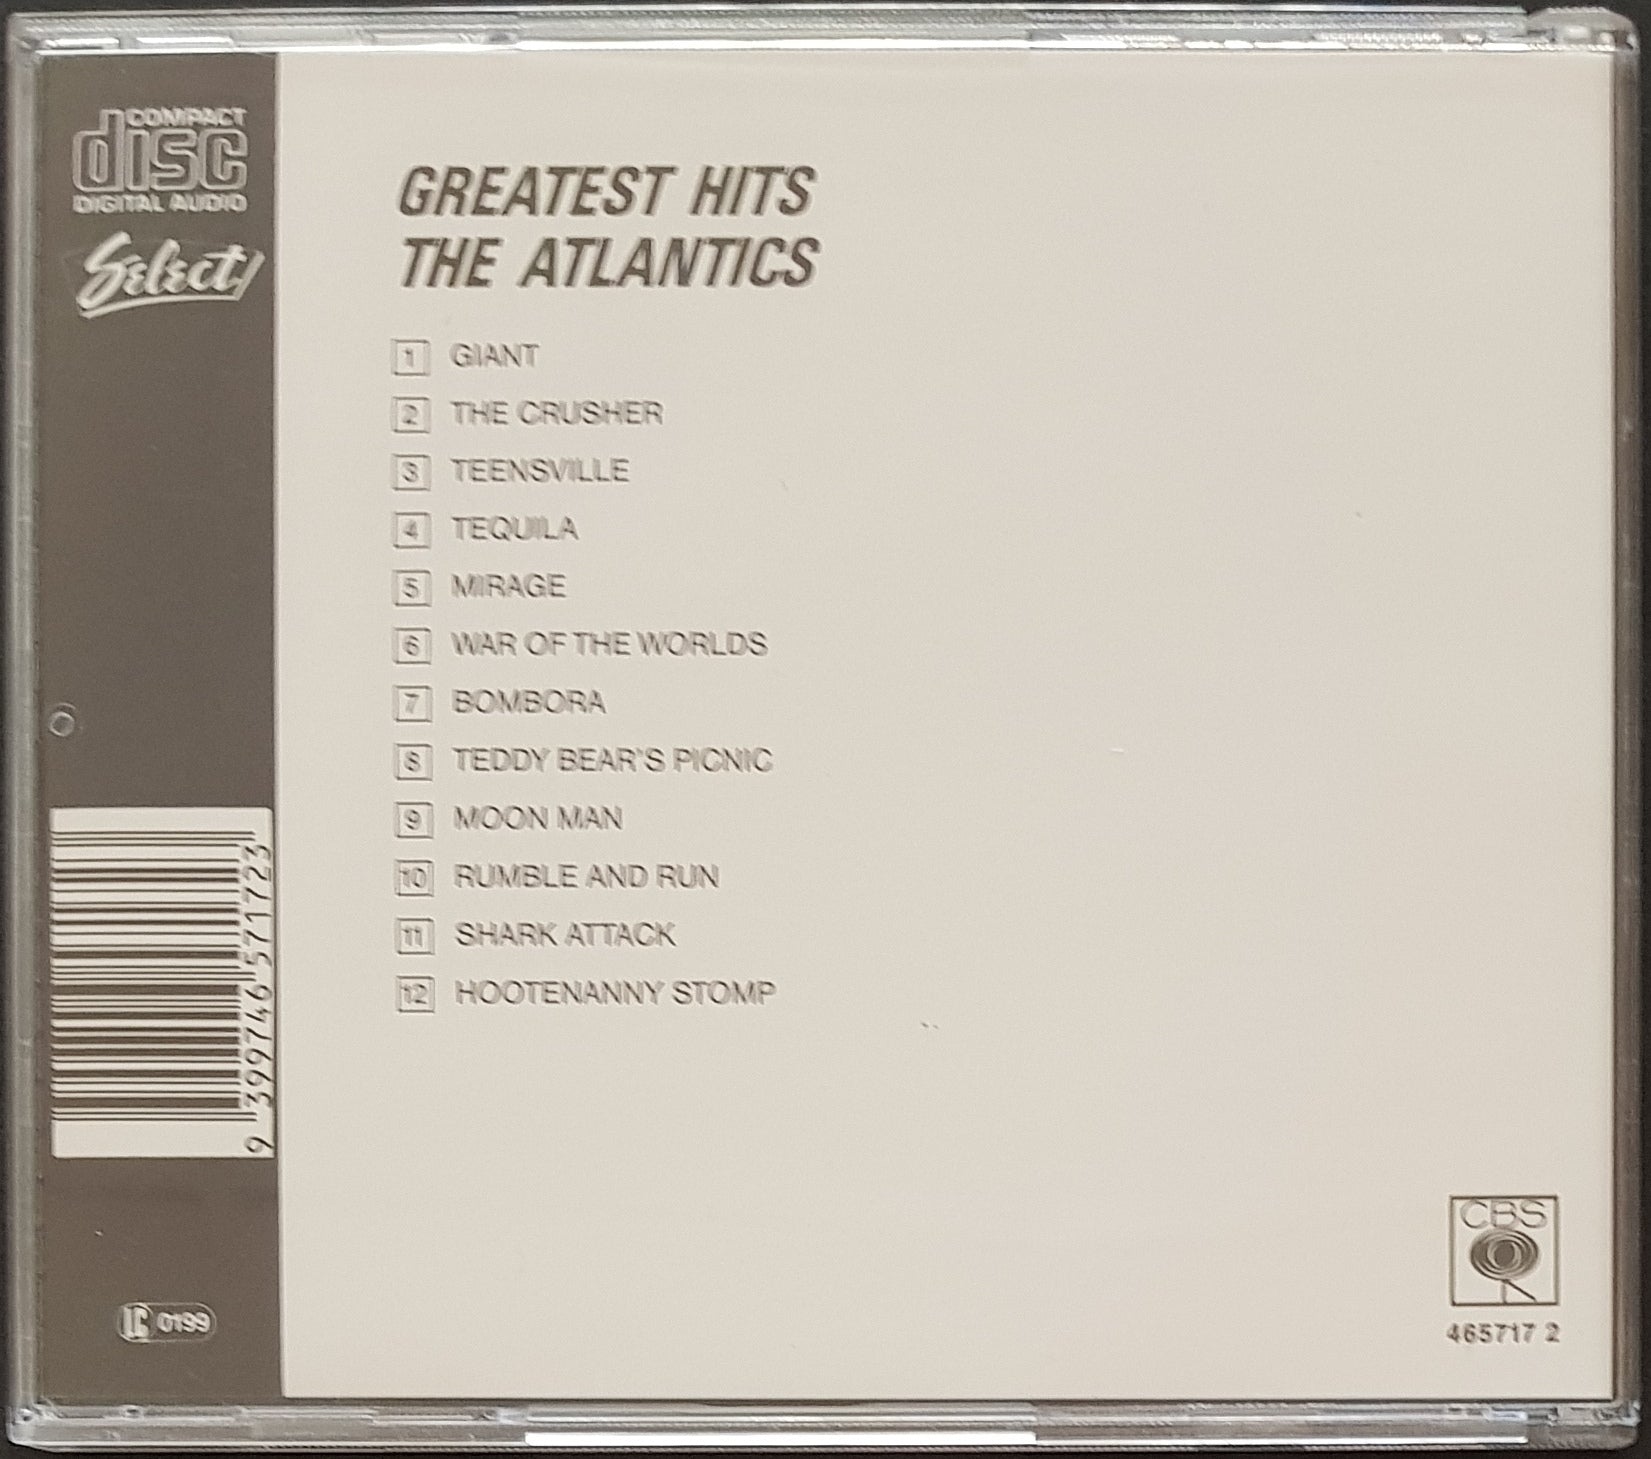 COMPACT
disc
DIGITAL AUDIO
Select
GREATEST HITS
THE ATLANTICS
1 GIANT
2 THE CRUSHER
3 TEENSVILLE
4 TEQUILA
5 MIRAGE
6 WAR OF THE WORLDS
7 BOMBORA
8 TEDDY BEAR'S PICNIC
9 MOON MAN
10 RUMBLE AND RUN
11 SHARK ATTACK
12 HOOTENANNY STOMP
9 399746 571723
LC 0199
CBS
465717 2